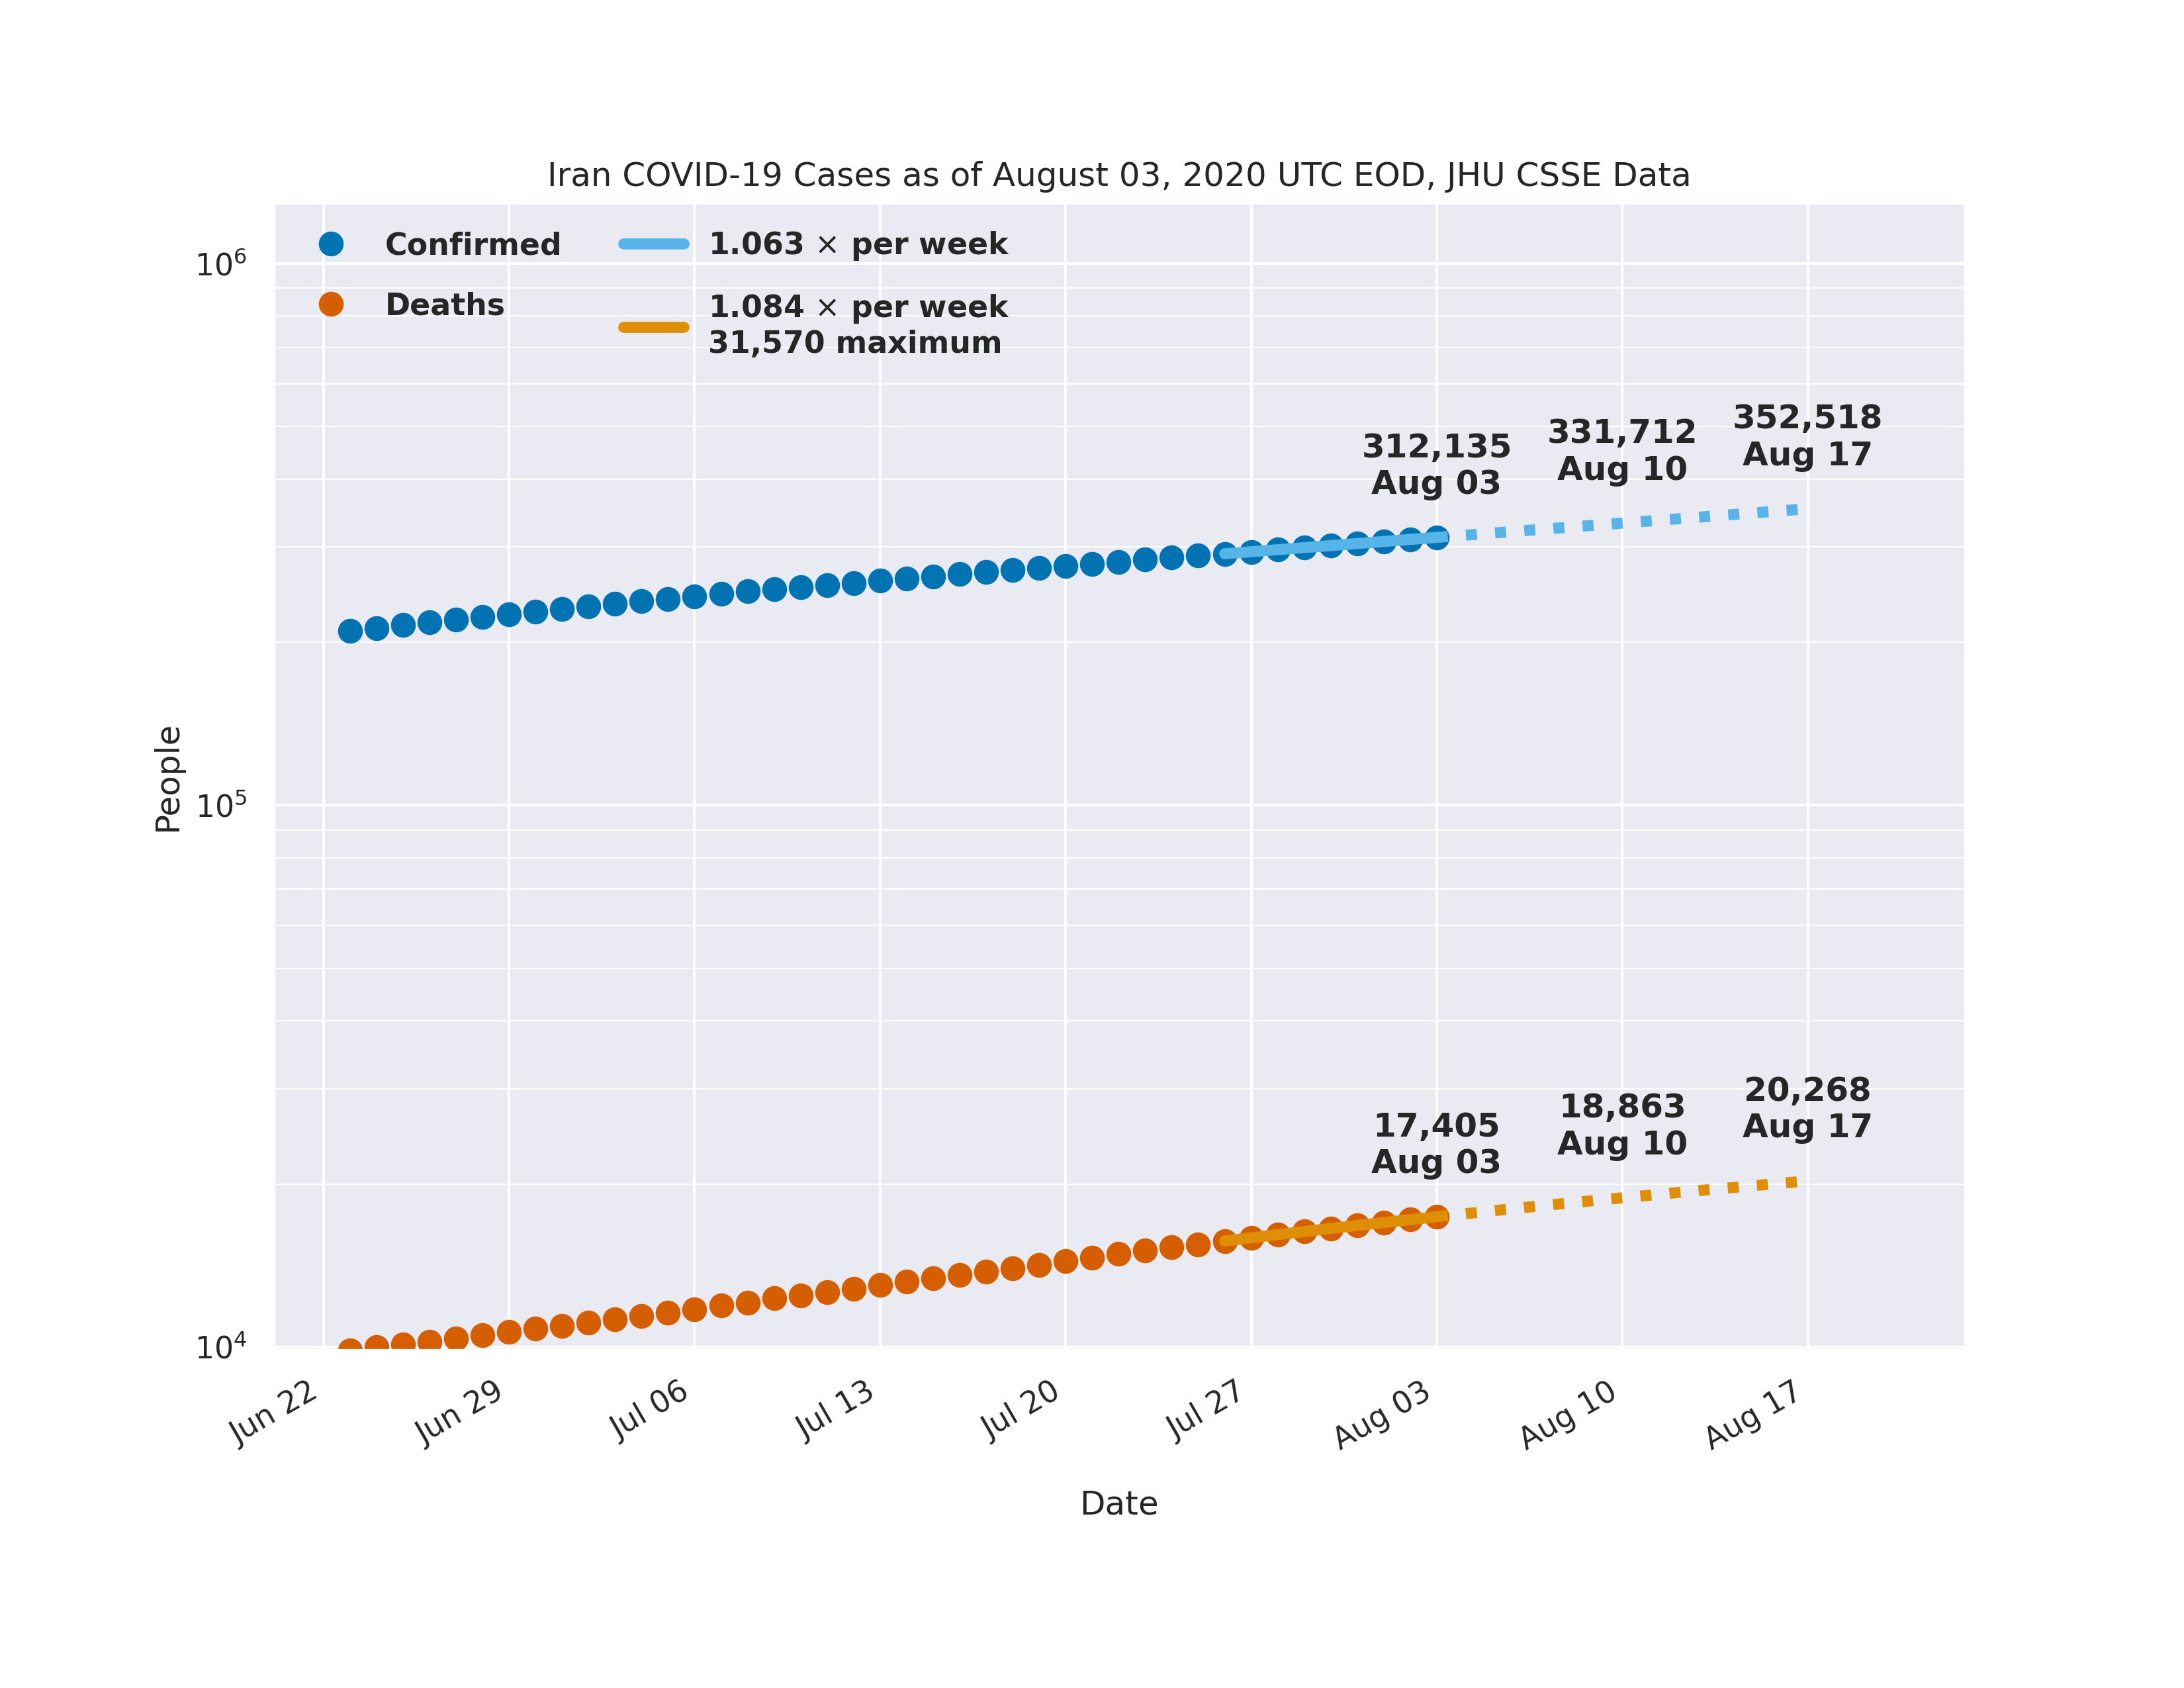 Iran COVID-19 Cases as of August 03, 2020 UTC EOD, JHU CSSE Data
Confirmed
Deaths
1.063 × per week
1.084 × per week
31,570 maximum
312,135
Aug 03
331,712
Aug 10
352,518
Aug 17
17,405
Aug 03
18,863
Aug 10
20,268
Aug 17
People
10⁶
10⁵
10⁴
Jun 22
Jun 29
Jul 06
Jul 13
Jul 20
Jul 27
Aug 03
Aug 10
Aug 17
Date